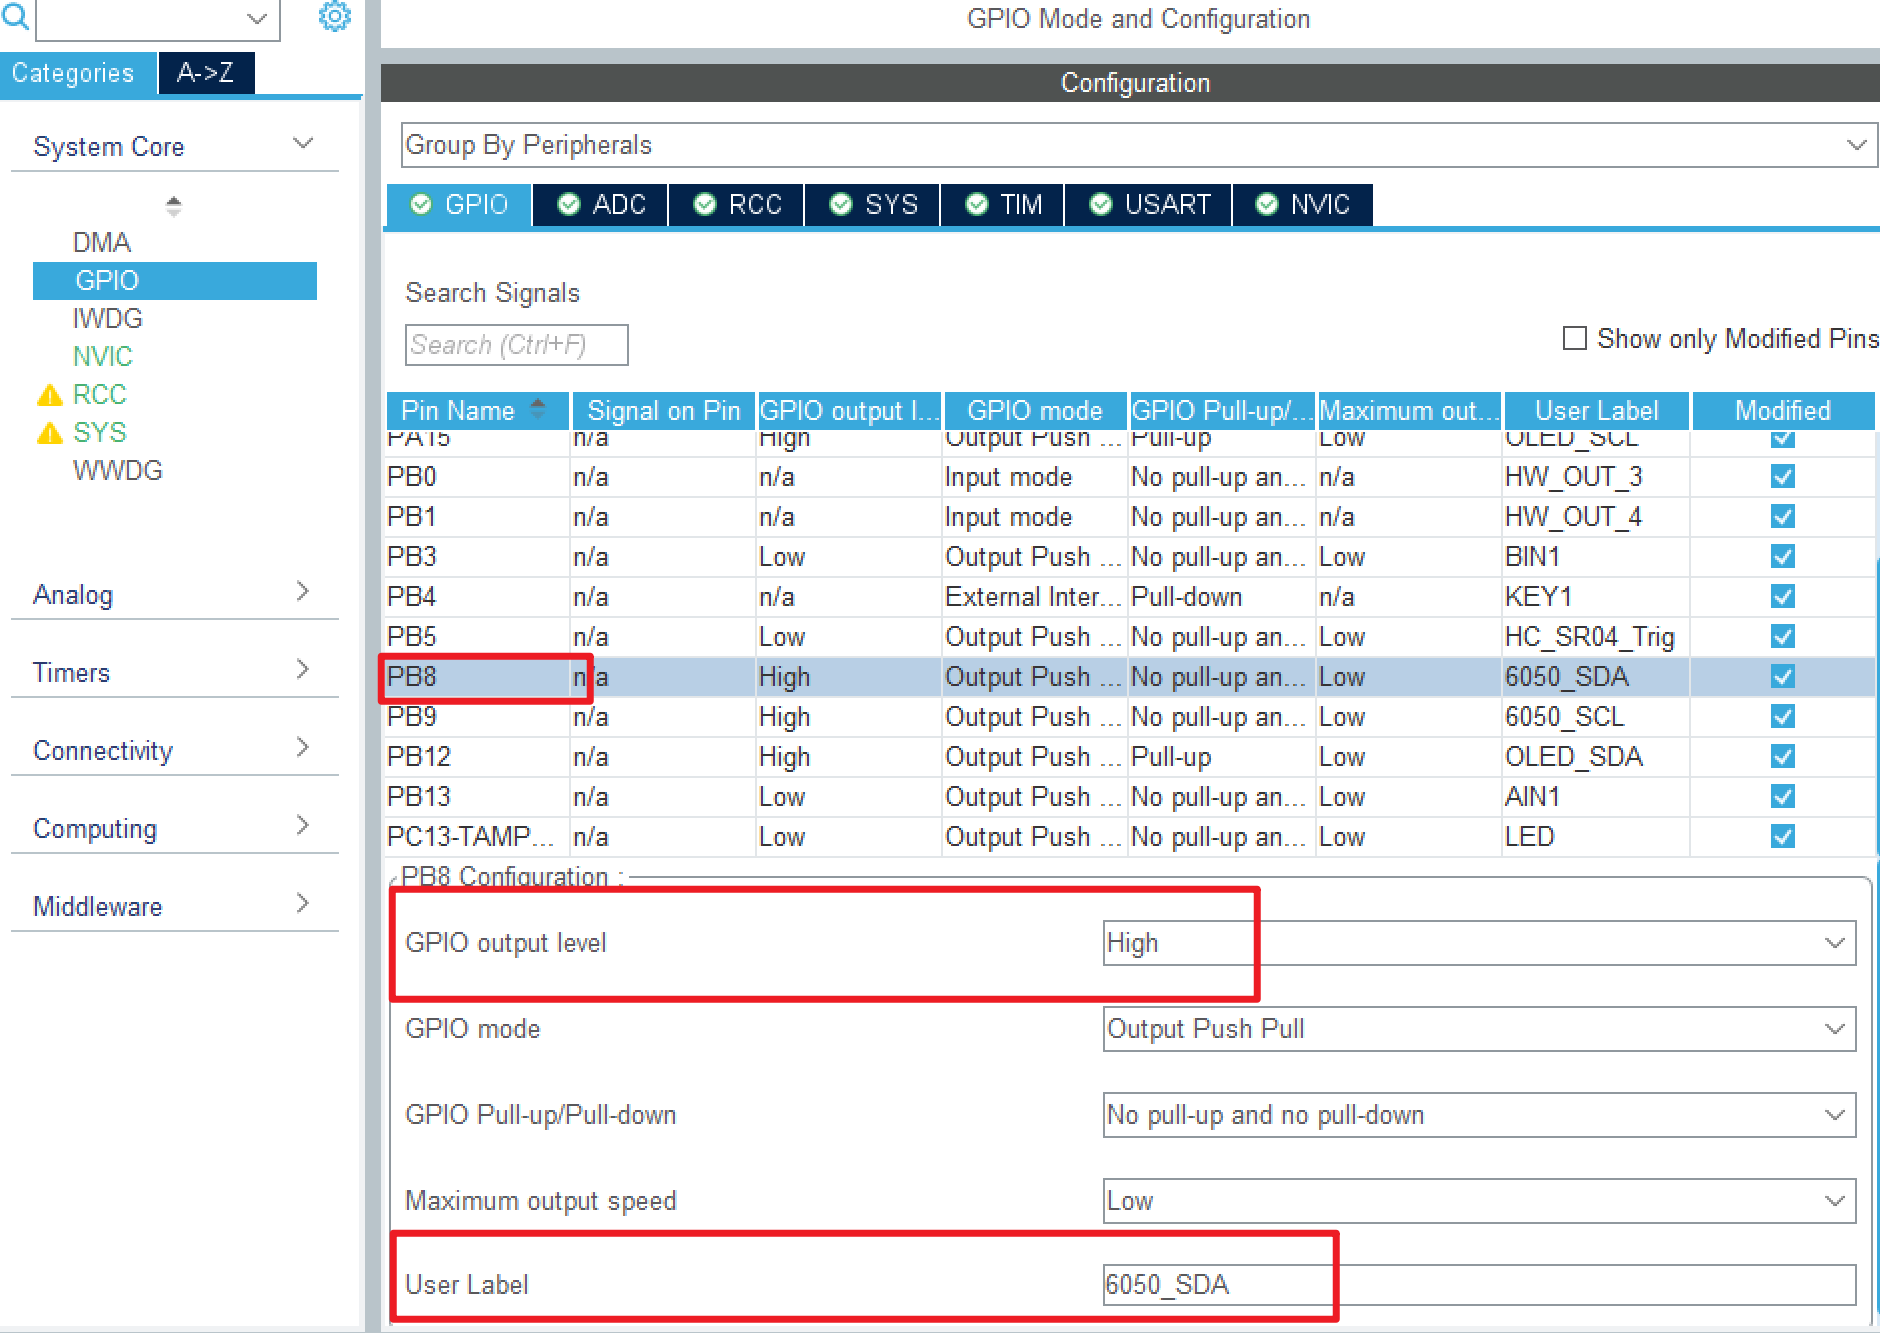 GPIO Mode and Configuration
Categories
A->Z
Configuration
System Core
Group By Peripherals
GPIO
ADC
RCC
SYS
TIM
USART
NVIC
DMA
GPIO
IWDG
NVIC
RCC
SYS
WWDG
Analog
Timers
Connectivity
Computing
Middleware
Search Signals
Search (Ctrl+F)
Show only Modified Pins
Pin Name Signal on Pin GPIO output l... GPIO mode GPIO Pull-up/... Maximum out... User Label Modified
PA15 n/a High Output Push ... Pull-up Low OLED_SCL
PB0 n/a n/a Input mode No pull-up an... n/a HW_OUT_3
PB1 n/a n/a Input mode No pull-up an... n/a HW_OUT_4
PB3 n/a Low Output Push ... No pull-up an... Low BIN1
PB4 n/a n/a External Inter... Pull-down n/a KEY1
PB5 n/a Low Output Push ... No pull-up an... Low HC_SR04_Trig
PB8 n/a High Output Push ... No pull-up an... Low 6050_SDA
PB9 n/a High Output Push ... No pull-up an... Low 6050_SCL
PB12 n/a High Output Push ... Pull-up Low OLED_SDA
PB13 n/a Low Output Push ... No pull-up an... Low AIN1
PC13-TAMP... n/a Low Output Push ... No pull-up an... Low LED
PB8 Configuration :
GPIO output level High
GPIO mode Output Push Pull
GPIO Pull-up/Pull-down No pull-up and no pull-down
Maximum output speed Low
User Label 6050_SDA